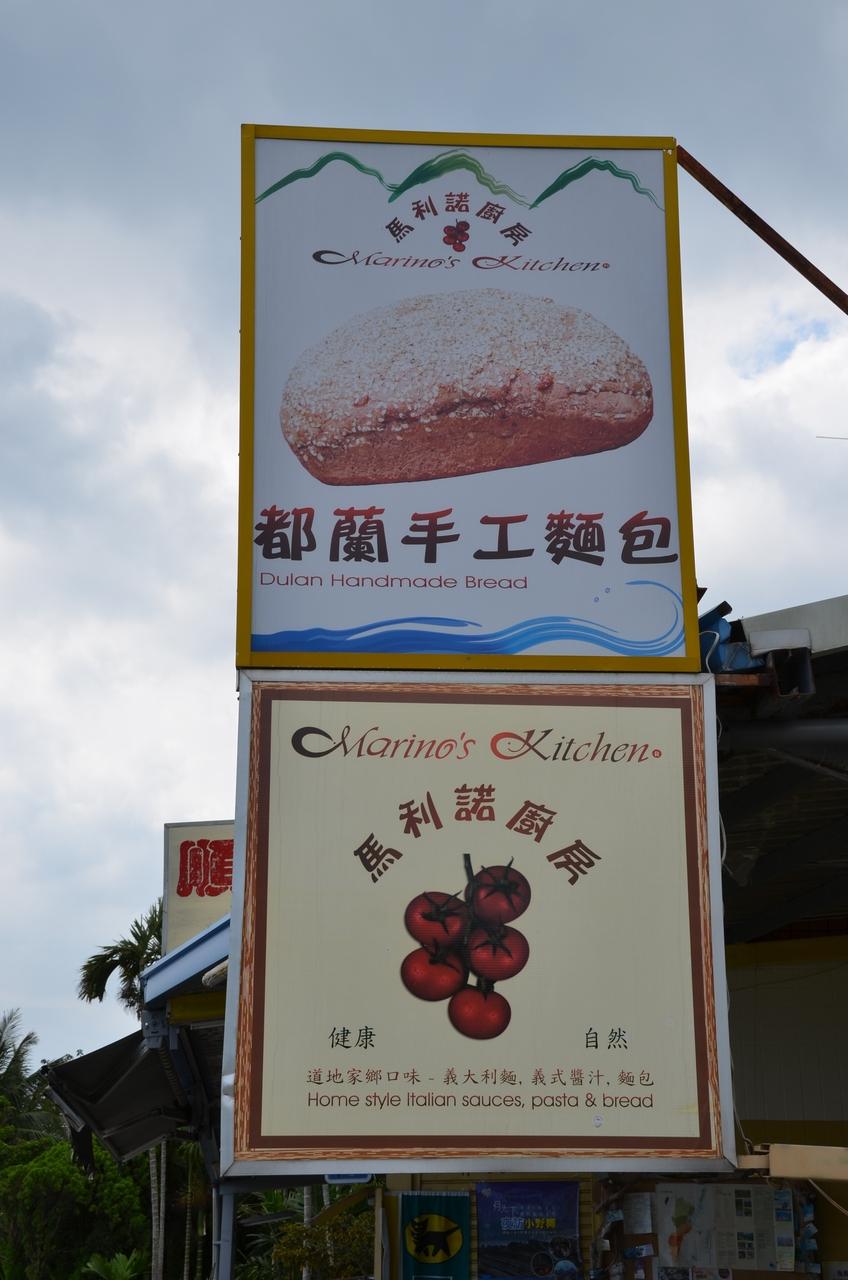 馬利諾廚房
Marino's Kitchen
都蘭手工麵包
Dulan Handmade Bread
Marino's Kitchen®
馬利諾廚房
健康 自然
道地家鄉口味 - 義大利麵, 義式醬汁, 麵包
Home style Italian sauces, pasta & bread
順